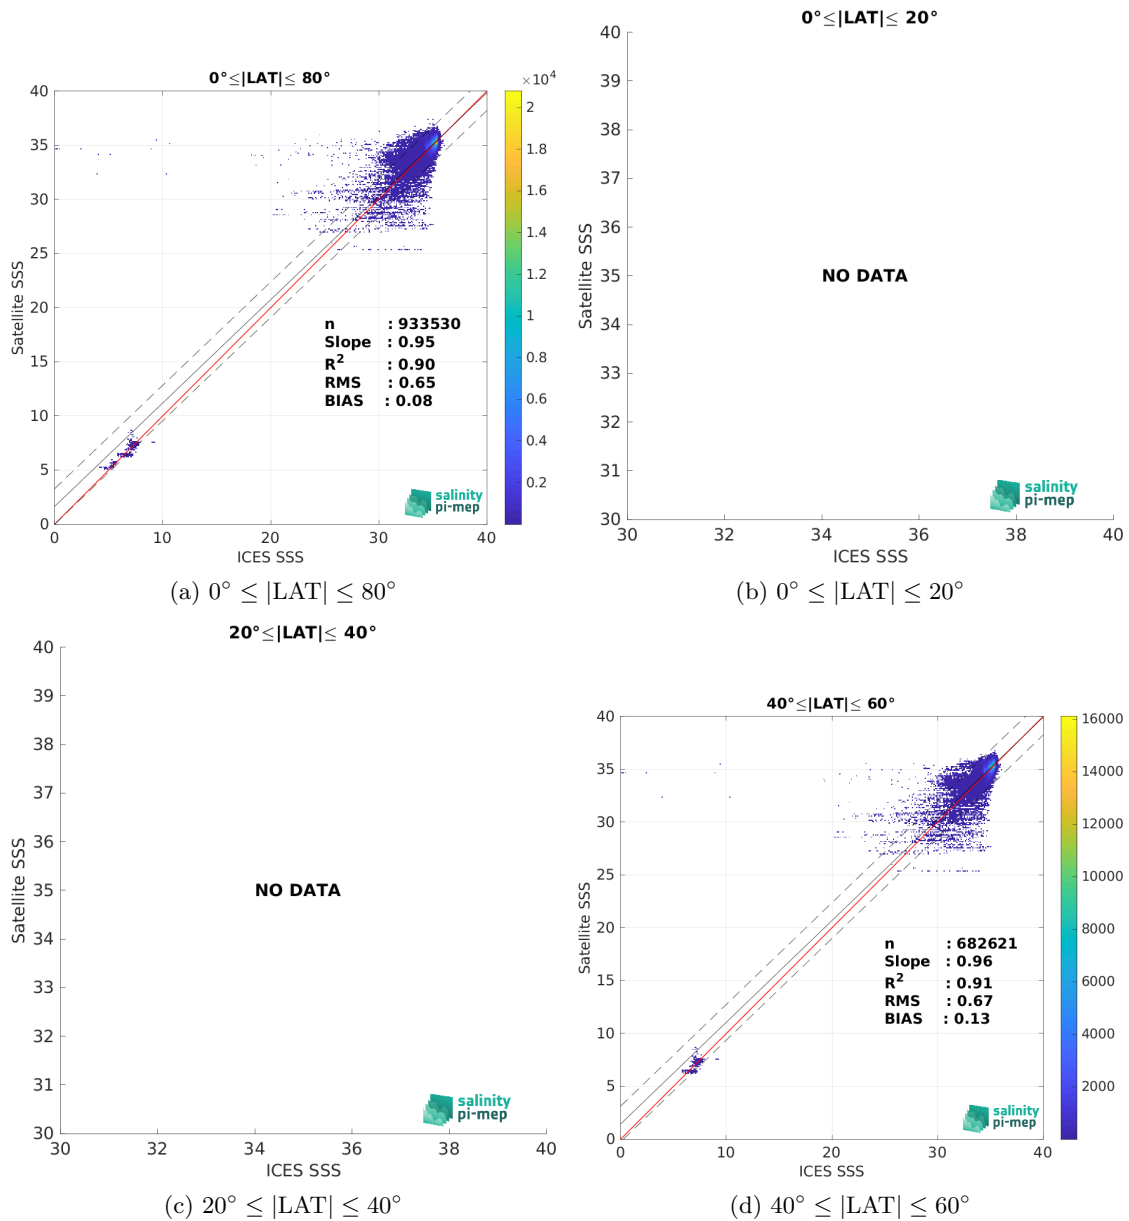 0°≤|LAT|≤ 80°
×10⁴
40
35
30
25
20
15
10
5
0
0
10
20
30
40
2
1.8
1.6
1.4
1.2
1
0.8
0.6
0.4
0.2
Satellite SSS
ICES SSS
n : 933530
Slope : 0.95
R² : 0.90
RMS : 0.65
BIAS : 0.08
salinity
pi-mep
(a) 0° ≤ |LAT| ≤ 80°
0°≤|LAT|≤ 20°
40
39
38
37
36
35
34
33
32
31
30
30
32
34
36
38
40
Satellite SSS
ICES SSS
NO DATA
salinity
pi-mep
(b) 0° ≤ |LAT| ≤ 20°
20°≤|LAT|≤ 40°
40
39
38
37
36
35
34
33
32
31
30
30
32
34
36
38
40
Satellite SSS
ICES SSS
NO DATA
salinity
pi-mep
(c) 20° ≤ |LAT| ≤ 40°
40°≤|LAT|≤ 60°
40
35
30
25
20
15
10
5
0
0
10
20
30
40
16000
14000
12000
10000
8000
6000
4000
2000
Satellite SSS
ICES SSS
n : 682621
Slope : 0.96
R² : 0.91
RMS : 0.67
BIAS : 0.13
salinity
pi-mep
(d) 40° ≤ |LAT| ≤ 60°